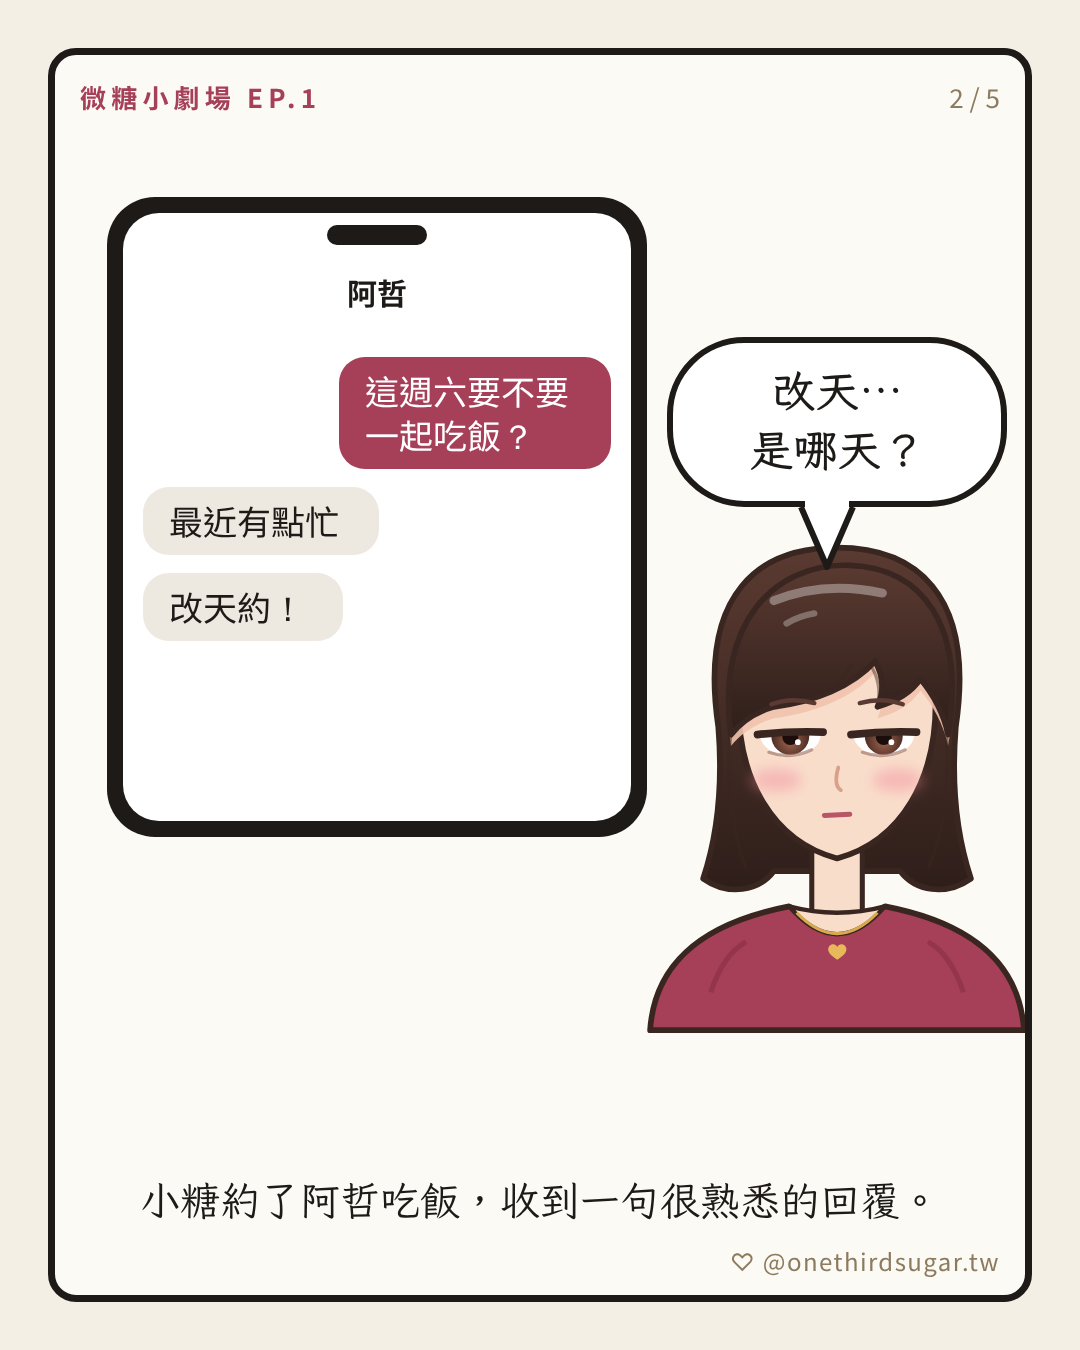 微糖小劇場 EP.1
2/5
阿哲
這週六要不要
一起吃飯？
最近有點忙
改天約！
改天⋯
是哪天？
小糖約了阿哲吃飯，收到一句很熟悉的回覆。
♡ @onethirdsugar.tw